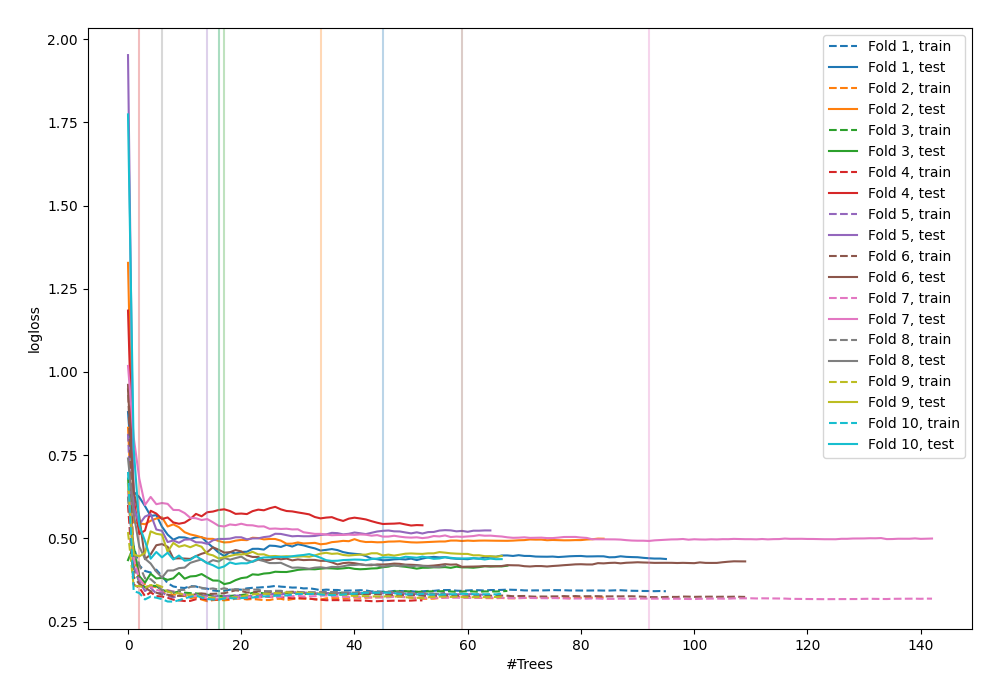 2.00
1.75
1.50
1.25
1.00
0.75
0.50
0.25
logloss
0
20
40
60
80
100
120
140
#Trees
Fold 1, train
Fold 1, test
Fold 2, train
Fold 2, test
Fold 3, train
Fold 3, test
Fold 4, train
Fold 4, test
Fold 5, train
Fold 5, test
Fold 6, train
Fold 6, test
Fold 7, train
Fold 7, test
Fold 8, train
Fold 8, test
Fold 9, train
Fold 9, test
Fold 10, train
Fold 10, test